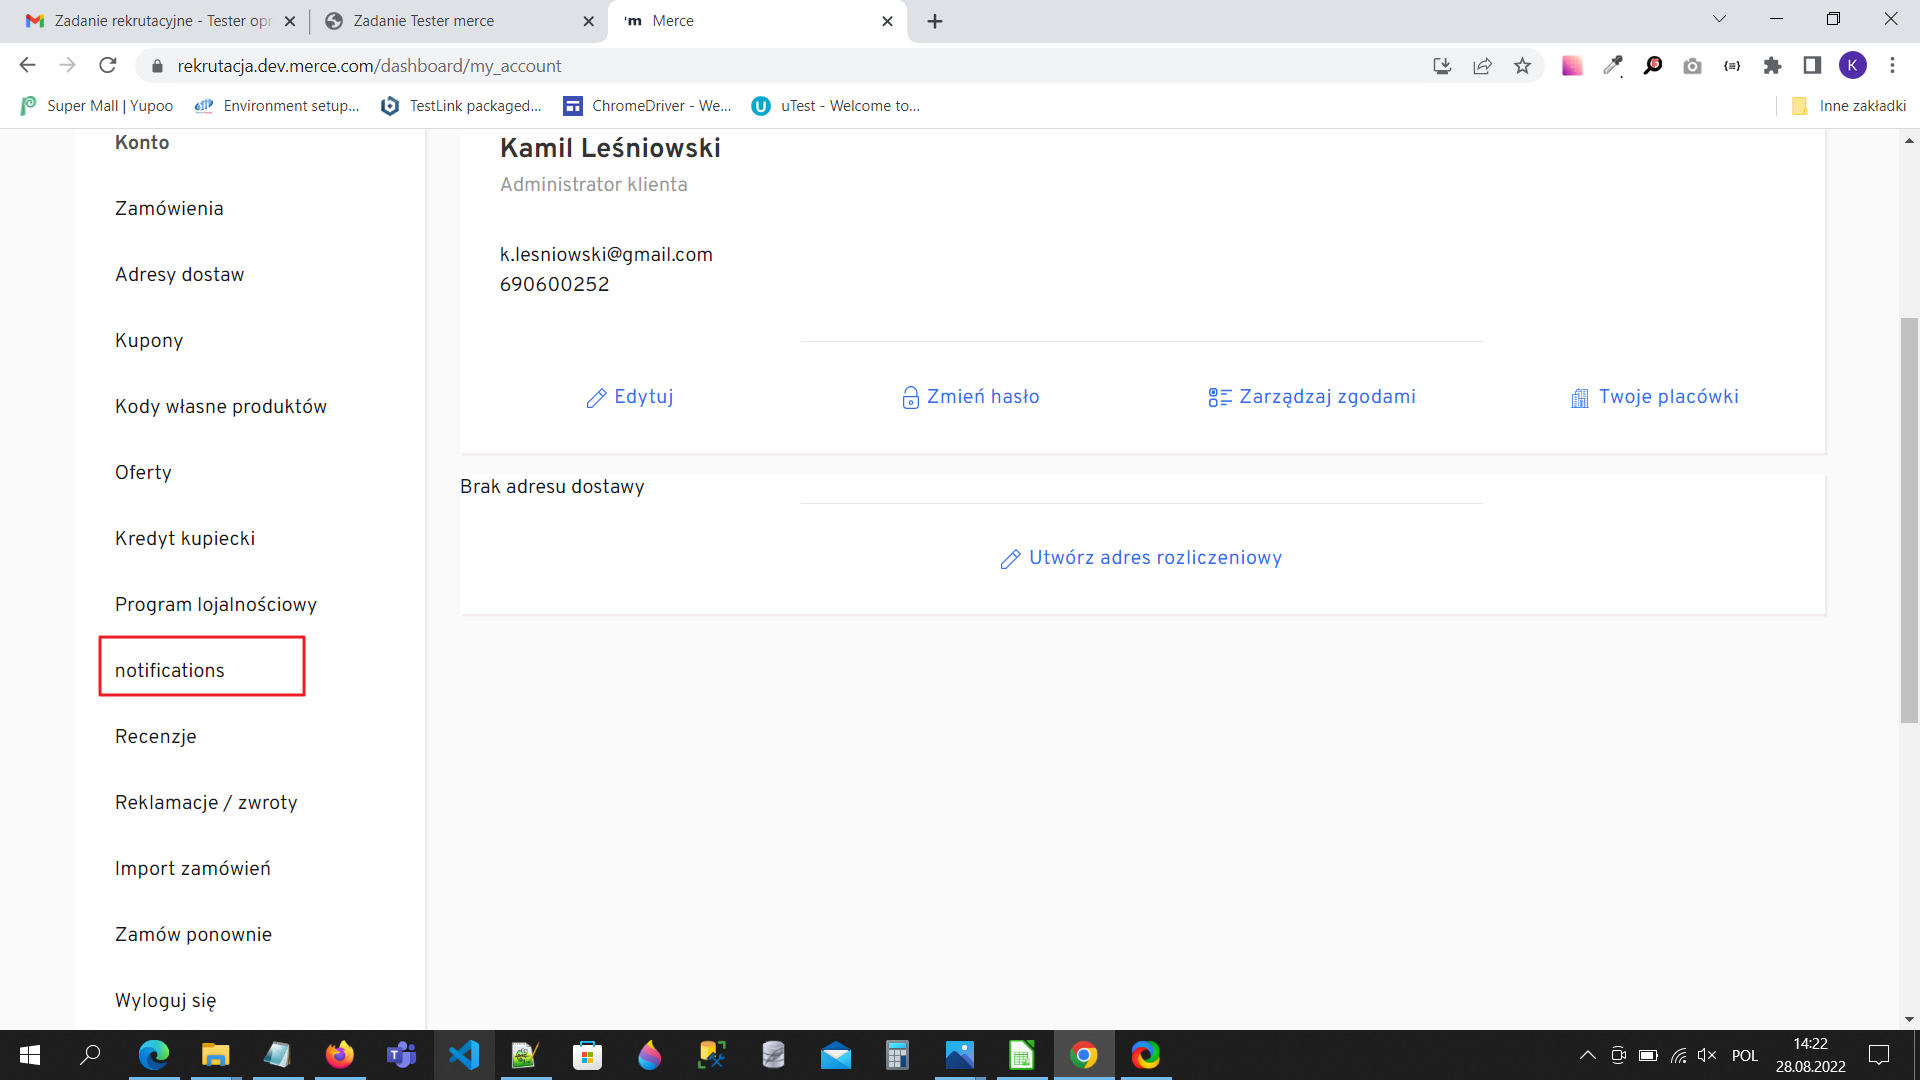 Zadanie rekrutacyjne - Tester opr
Zadanie Tester merce
'm Merce
rekrutacja.dev.merce.com/dashboard/my_account
K
Super Mall | Yupoo
Environment setup...
TestLink packaged...
ChromeDriver - We...
uTest - Welcome to...
Inne zakładki
Konto
Zamówienia
Adresy dostaw
Kupony
Kody własne produktów
Oferty
Kredyt kupiecki
Program lojalnościowy
notifications
Recenzje
Reklamacje / zwroty
Import zamówień
Zamów ponownie
Wyloguj się
Kamil Leśniowski
Administrator klienta
k.lesniowski@gmail.com
690600252
Edytuj
Zmień hasło
Zarządzaj zgodami
Twoje placówki
Brak adresu dostawy
Utwórz adres rozliczeniowy
POL
14:22
28.08.2022